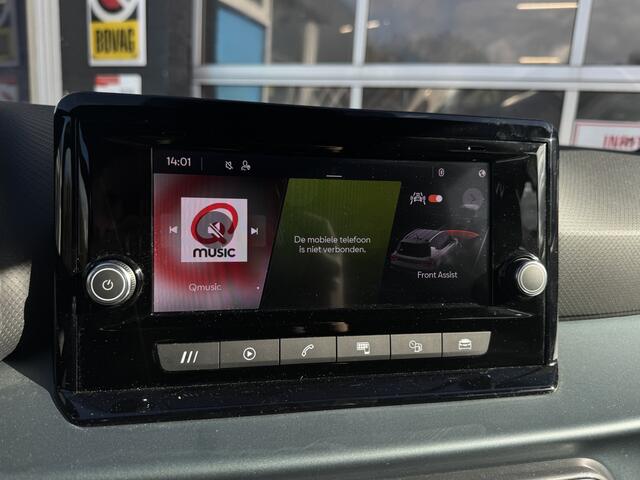 BOVAG
14:01
Q
MUSIC
Qmusic
De mobiele telefoon
is niet verbonden.
Front Assist